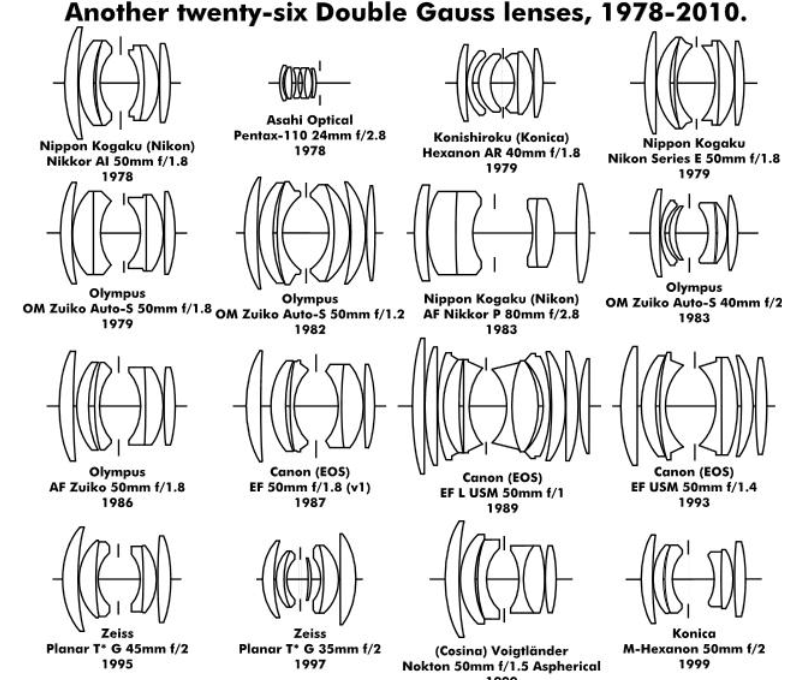 Another twenty-six Double Gauss lenses, 1978-2010.
Nippon Kogaku (Nikon)
Nikkor AI 50mm f/1.8
1978
Asahi Optical
Pentax-110 24mm f/2.8
1978
Konishiroku (Konica)
Hexanon AR 40mm f/1.8
1979
Nippon Kogaku
Nikon Series E 50mm f/1.8
1979
Olympus
OM Zuiko Auto-S 50mm f/1.8
1979
Olympus
OM Zuiko Auto-S 50mm f/1.2
1982
Nippon Kogaku (Nikon)
AF Nikkor P 80mm f/2.8
1983
Olympus
OM Zuiko Auto-S 40mm f/2
1983
Olympus
AF Zuiko 50mm f/1.8
1986
Canon (EOS)
EF 50mm f/1.8 (v1)
1987
Canon (EOS)
EF L USM 50mm f/1
1989
Canon (EOS)
EF USM 50mm f/1.4
1993
Zeiss
Planar T* G 45mm f/2
1995
Zeiss
Planar T* G 35mm f/2
1997
(Cosina) Voigtländer
Nokton 50mm f/1.5 Aspherical
Konica
M-Hexanon 50mm f/2
1999